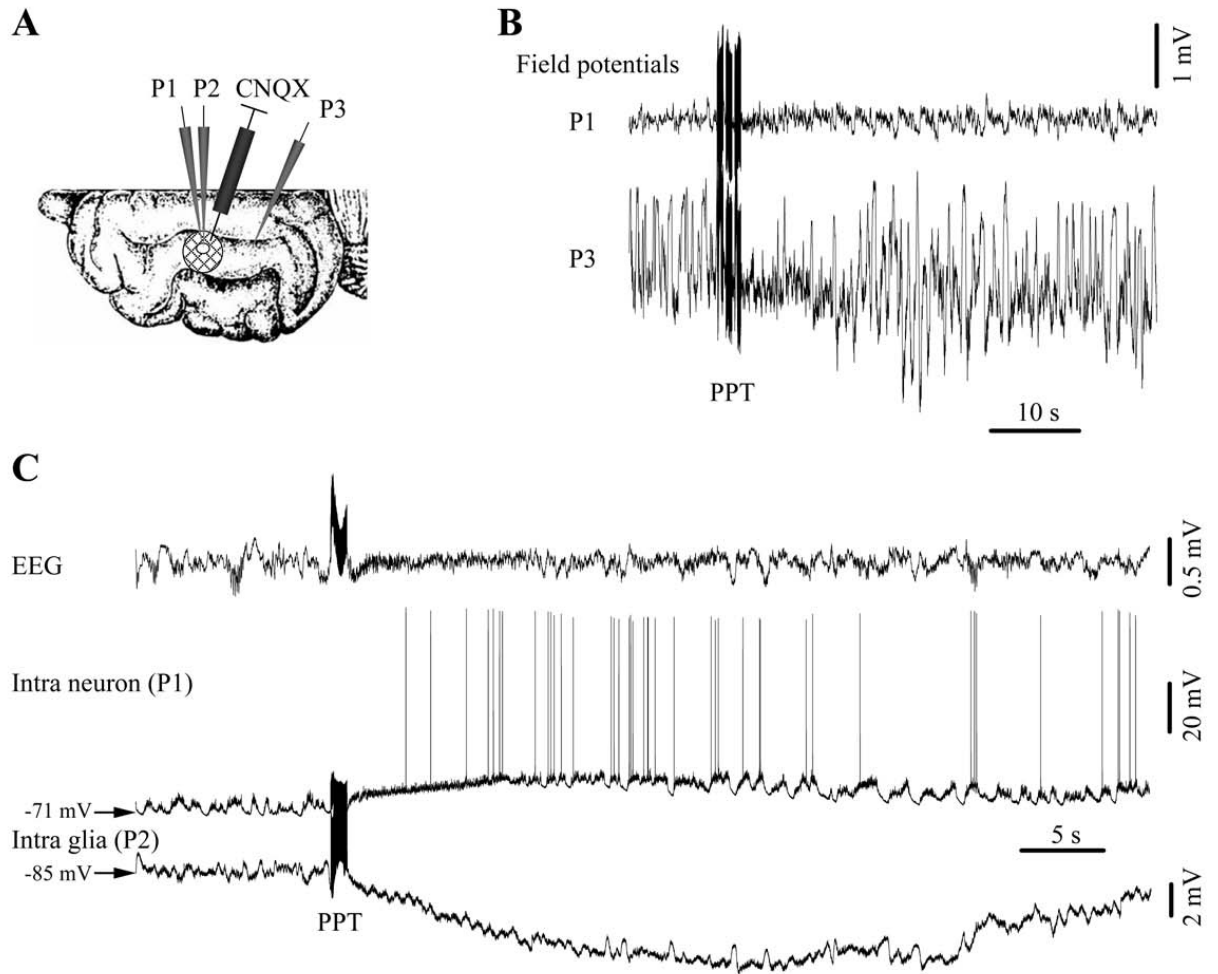 A
P1 P2 CNQX P3
B
Field potentials
1 mV
P1
P3
PPT
10 s
C
EEG
0.5 mV
Intra neuron (P1)
20 mV
-71 mV
Intra glia (P2)
5 s
-85 mV
2 mV
PPT